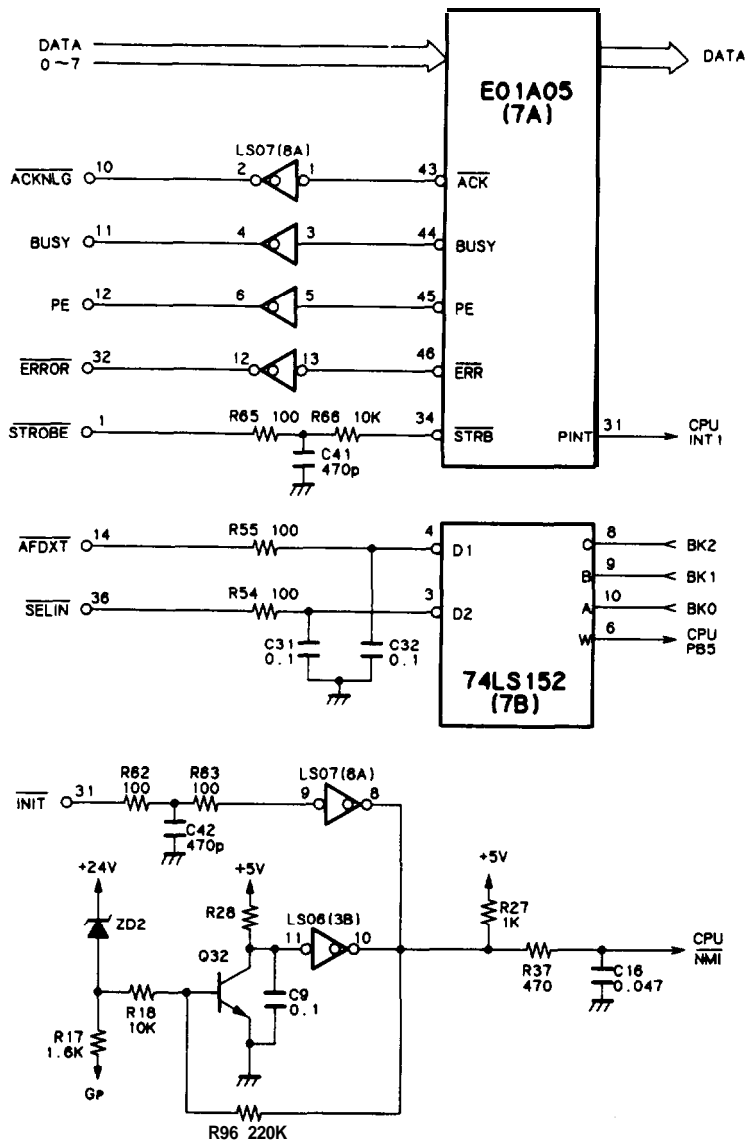 DATA
0~7
E01A05
(7A)
DATA
LS07(8A)
ACKNLG
10
2
1
43
ACK
BUSY
11
4
3
44
BUSY
PE
12
6
5
45
PE
ERROR
32
12
13
46
ERR
STROBE
1
R65 100
R66 10K
34
STRB
PINT
31
CPU
INT1
C41
470p
AFDXT
14
R55
100
4
D1
C
8
BK2
B
9
BK1
SELIN
36
R54
100
3
D2
A
10
BK0
W
6
CPU
PB5
C31
0.1
C32
0.1
74LS152
(7B)
INIT
31
R62
100
R63
100
LS07(8A)
9
8
C42
470p
+24V
ZD2
+5V
R28
LS06(3B)
11
10
Q32
+5V
R27
1K
CPU
NMI
R37
470
C16
0.047
C9
0.1
R18
10K
R17
1.6K
GP
R96 220K